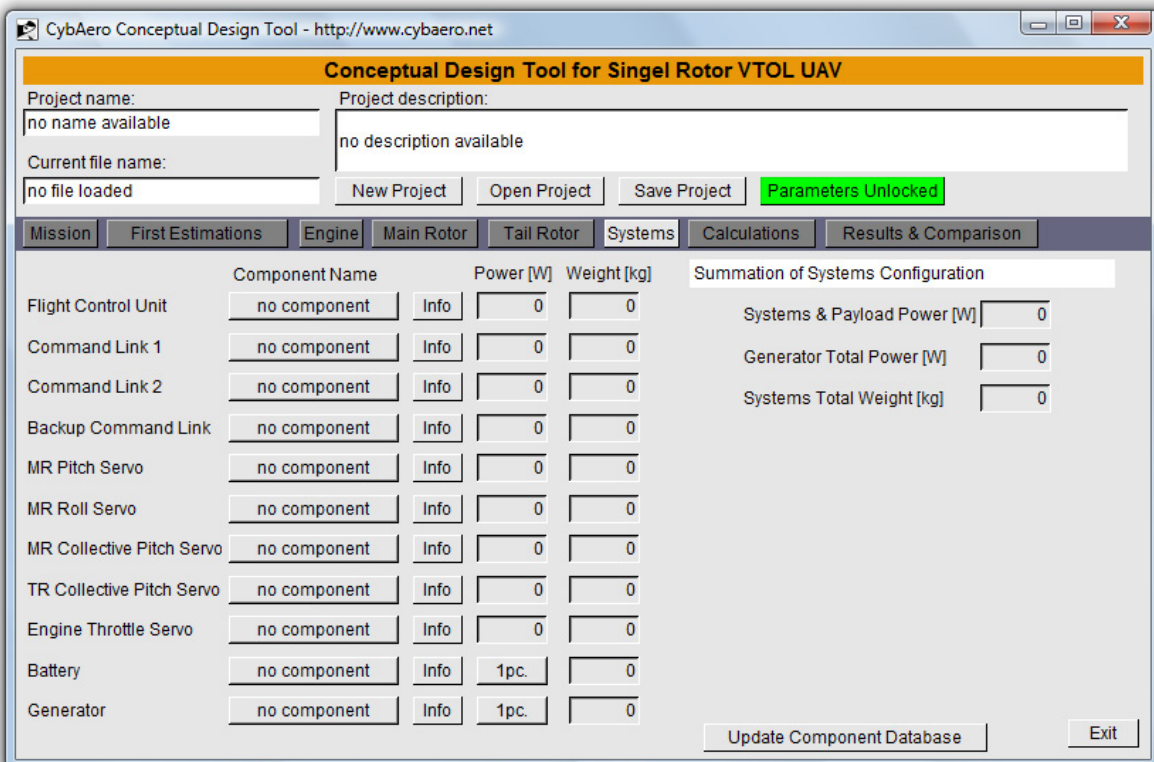 CybAero Conceptual Design Tool - http://www.cybaero.net
Conceptual Design Tool for Singel Rotor VTOL UAV
Project name:
Project description:
no name available
no description available
Current file name:
no file loaded
New Project
Open Project
Save Project
Parameters Unlocked
Mission
First Estimations
Engine
Main Rotor
Tail Rotor
Systems
Calculations
Results & Comparison
Component Name Power [W] Weight [kg]
Flight Control Unit no component Info 0 0
Command Link 1 no component Info 0 0
Command Link 2 no component Info 0 0
Backup Command Link no component Info 0 0
MR Pitch Servo no component Info 0 0
MR Roll Servo no component Info 0 0
MR Collective Pitch Servo no component Info 0 0
TR Collective Pitch Servo no component Info 0 0
Engine Throttle Servo no component Info 0 0
Battery no component Info 1pc. 0
Generator no component Info 1pc. 0
Summation of Systems Configuration
Systems & Payload Power [W] 0
Generator Total Power [W] 0
Systems Total Weight [kg] 0
Update Component Database
Exit